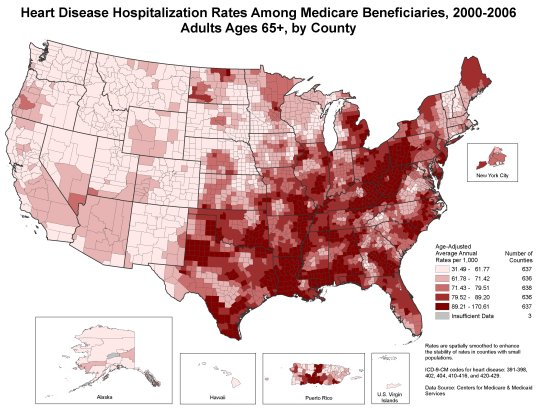 Heart Disease Hospitalization Rates Among Medicare Beneficiaries, 2000-2006
Adults Ages 65+, by County
New York City
Age-Adjusted
Average Annual
Rates per 1,000
Number of
Counties
31.49 - 61.77 637
61.78 - 71.42 636
71.43 - 79.51 638
79.52 - 89.20 636
89.21 - 170.61 637
Insufficient Data 3
Rates are spatially smoothed to enhance
the stability of rates in counties with small
populations.
ICD-9-CM codes for heart disease: 391-398,
402, 404, 410-416, and 420-429.
Data Source: Centers for Medicare & Medicaid
Services
Alaska
Hawaii
Puerto Rico
U.S. Virgin
Islands